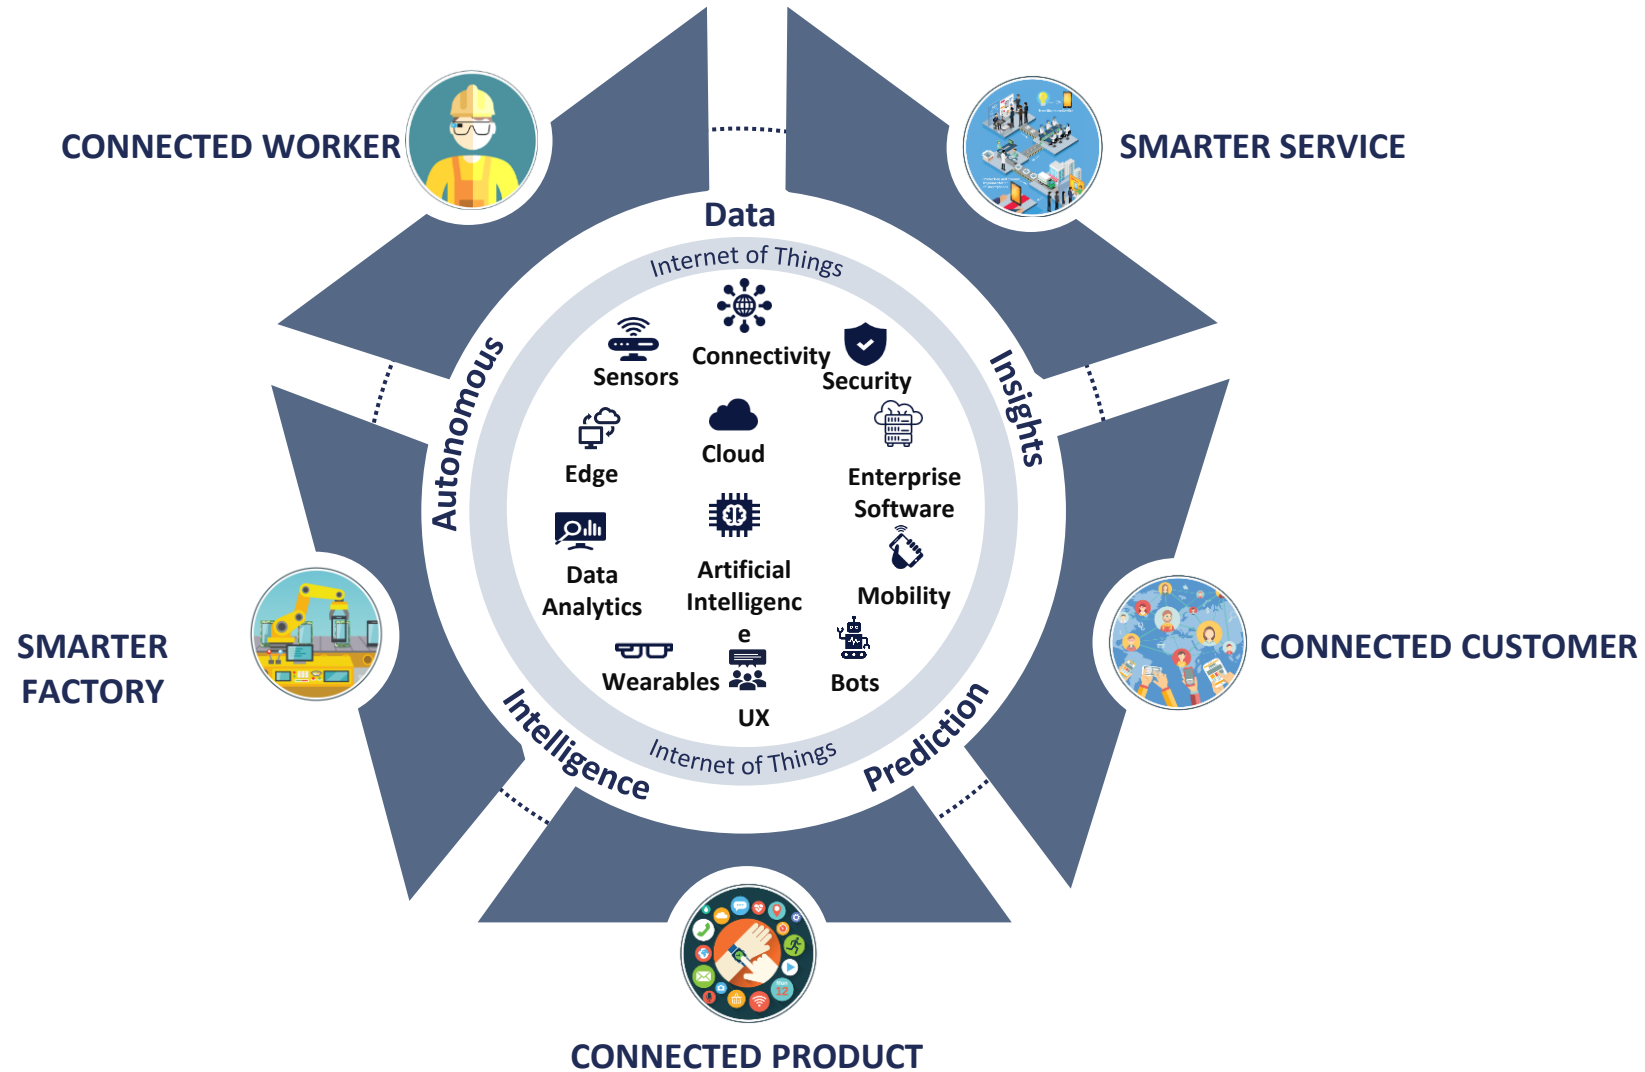 CONNECTED WORKER
SMARTER SERVICE
Data
Internet of Things
Connectivity
Sensors
Security
Autonomous
Insights
Cloud
Edge
Enterprise
Software
Artificial
Intelligenc
e
Data
Analytics
Mobility
SMARTER
FACTORY
CONNECTED CUSTOMER
Wearables
Bots
UX
Intelligence
Prediction
Internet of Things
12
CONNECTED PRODUCT